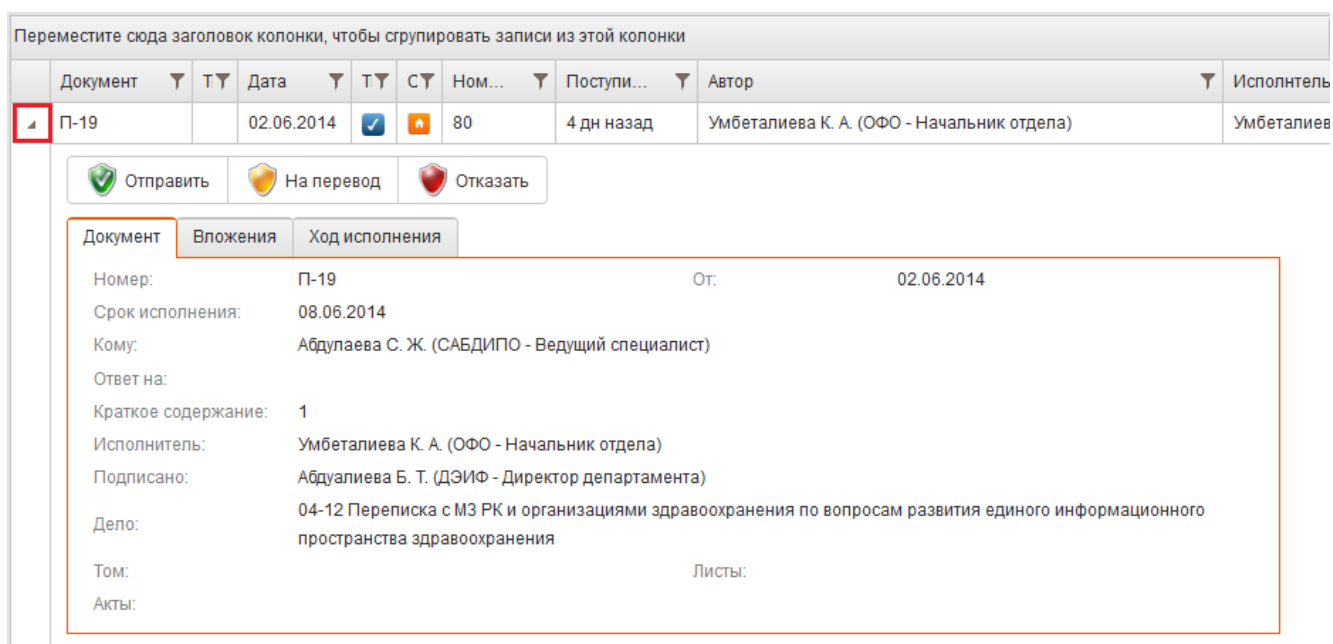 Переместите сюда заголовок колонки, чтобы сгрупировать записи из этой колонки
Документ Т Дата Т С Ном... Поступи... Автор Исполнтель
П-19 02.06.2014 80 4 дн назад Умбеталиева К. А. (ОФО - Начальник отдела) Умбеталиев
Отправить На перевод Отказать
Документ Вложения Ход исполнения
Номер: П-19 От: 02.06.2014
Срок исполнения: 08.06.2014
Кому: Абдулаева С. Ж. (САБДИПО - Ведущий специалист)
Ответ на:
Краткое содержание: 1
Исполнитель: Умбеталиева К. А. (ОФО - Начальник отдела)
Подписано: Абдуалиева Б. Т. (ДЭИФ - Директор департамента)
Дело: 04-12 Переписка с МЗ РК и организациями здравоохранения по вопросам развития единого информационного
пространства здравоохранения
Том: Листы:
Акты: